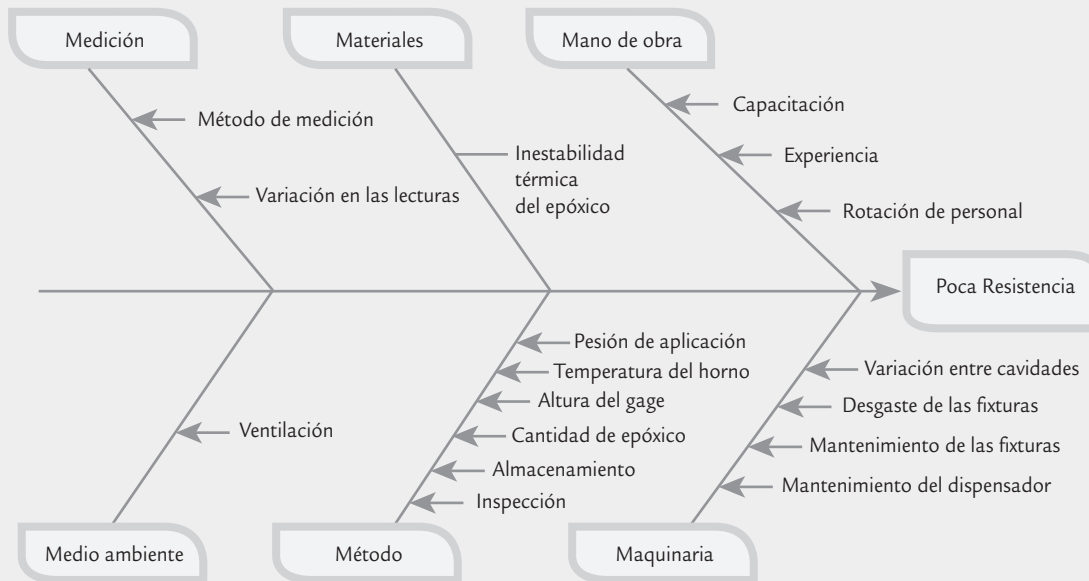 Medición
Materiales
Mano de obra
Método de medición
Variación en las lecturas
Inestabilidad
térmica
del epóxico
Capacitación
Experiencia
Rotación de personal
Poca Resistencia
Ventilación
Pesión de aplicación
Temperatura del horno
Altura del gage
Cantidad de epóxico
Almacenamiento
Inspección
Variación entre cavidades
Desgaste de las fixturas
Mantenimiento de las fixturas
Mantenimiento del dispensador
Medio ambiente
Método
Maquinaria